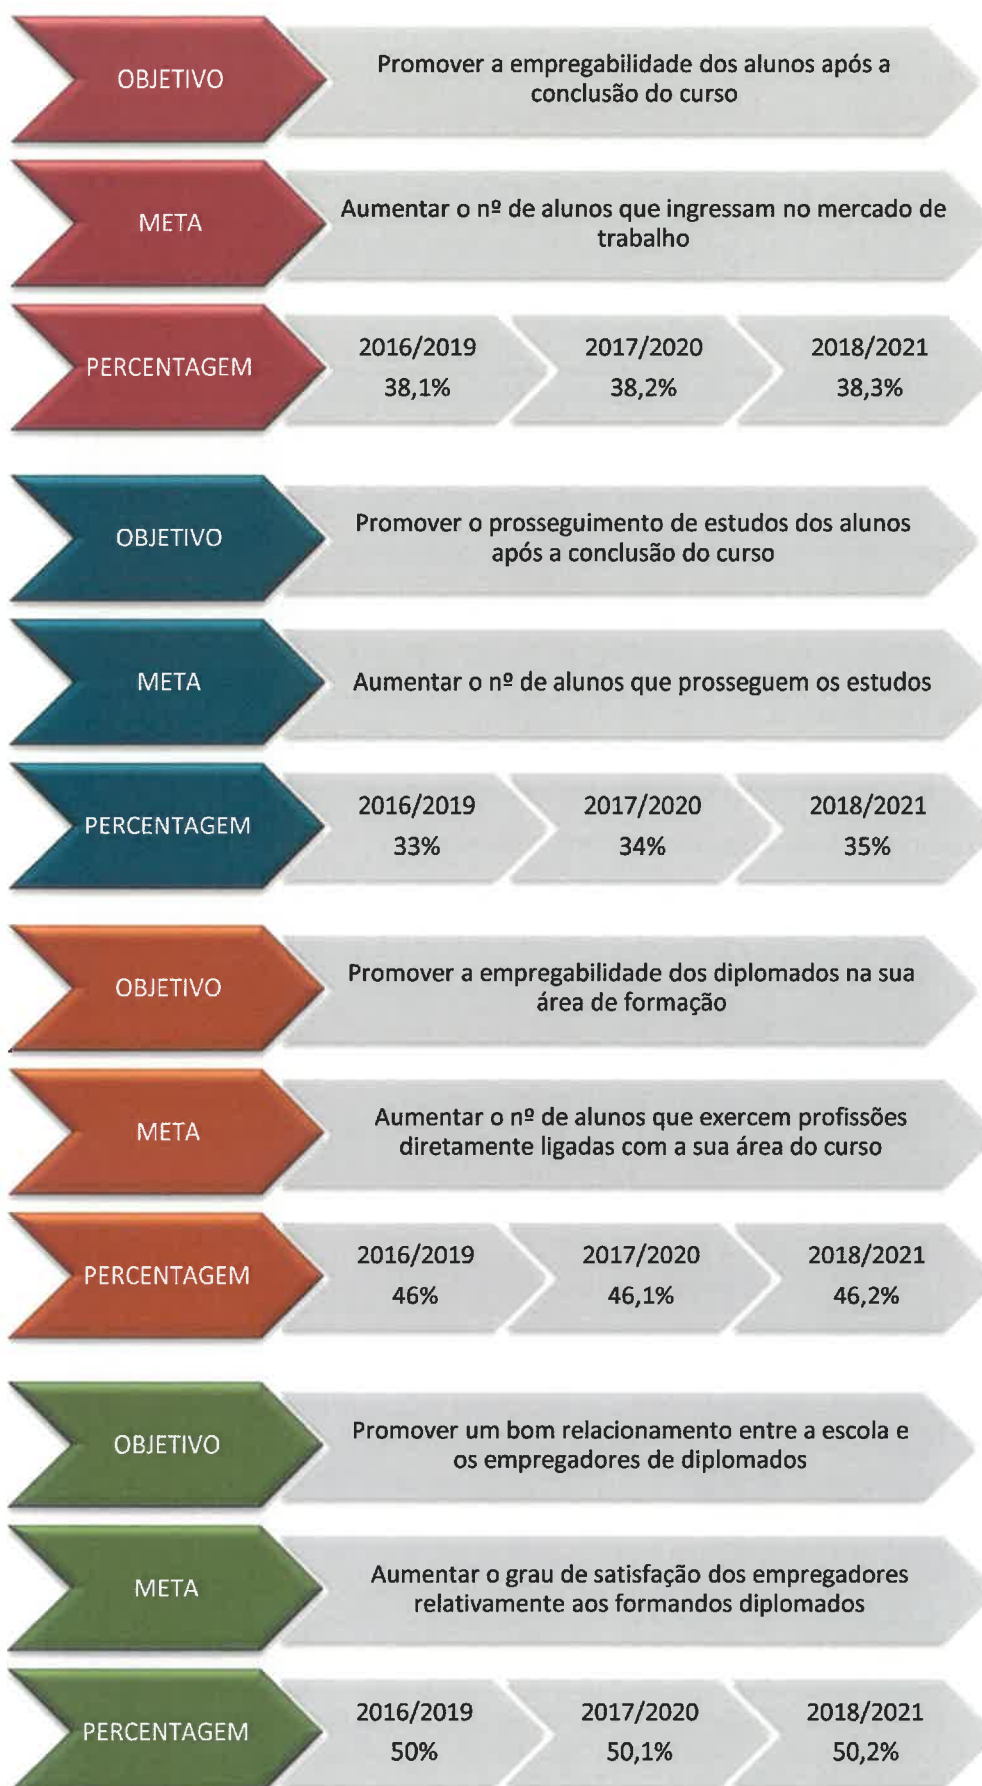 OBJETIVO
Promover a empregabilidade dos alunos após a
conclusão do curso
META
Aumentar o nº de alunos que ingressam no mercado de
trabalho
PERCENTAGEM
2016/2019
38,1%
2017/2020
38,2%
2018/2021
38,3%
OBJETIVO
Promover o prosseguimento de estudos dos alunos
após a conclusão do curso
META
Aumentar o nº de alunos que prosseguem os estudos
PERCENTAGEM
2016/2019
33%
2017/2020
34%
2018/2021
35%
OBJETIVO
Promover a empregabilidade dos diplomados na sua
área de formação
META
Aumentar o nº de alunos que exercem profissões
diretamente ligadas com a sua área do curso
PERCENTAGEM
2016/2019
46%
2017/2020
46,1%
2018/2021
46,2%
OBJETIVO
Promover um bom relacionamento entre a escola e
os empregadores de diplomados
META
Aumentar o grau de satisfação dos empregadores
relativamente aos formandos diplomados
PERCENTAGEM
2016/2019
50%
2017/2020
50,1%
2018/2021
50,2%